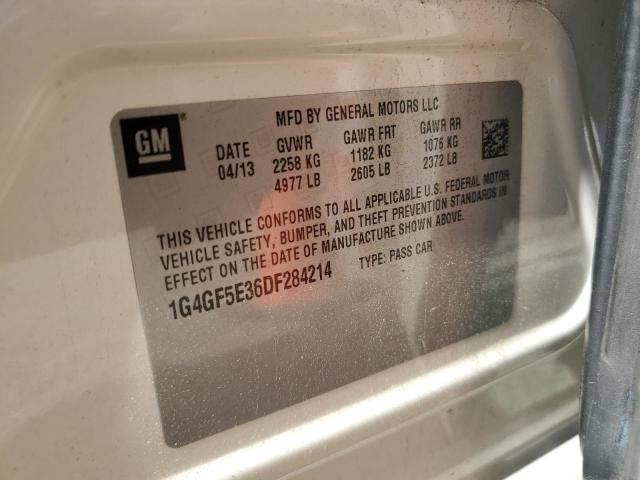 MFD BY GENERAL MOTORS LLC
GM
DATE GVWR GAWR FRT GAWR RR
04/13 2258 KG 1182 KG 1076 KG
4977 LB 2605 LB 2372 LB
THIS VEHICLE CONFORMS TO ALL APPLICABLE U.S. FEDERAL MOTOR
VEHICLE SAFETY, BUMPER, AND THEFT PREVENTION STANDARDS IN
EFFECT ON THE DATE OF MANUFACTURE SHOWN ABOVE.
1G4GF5E36DF284214 TYPE: PASS CAR